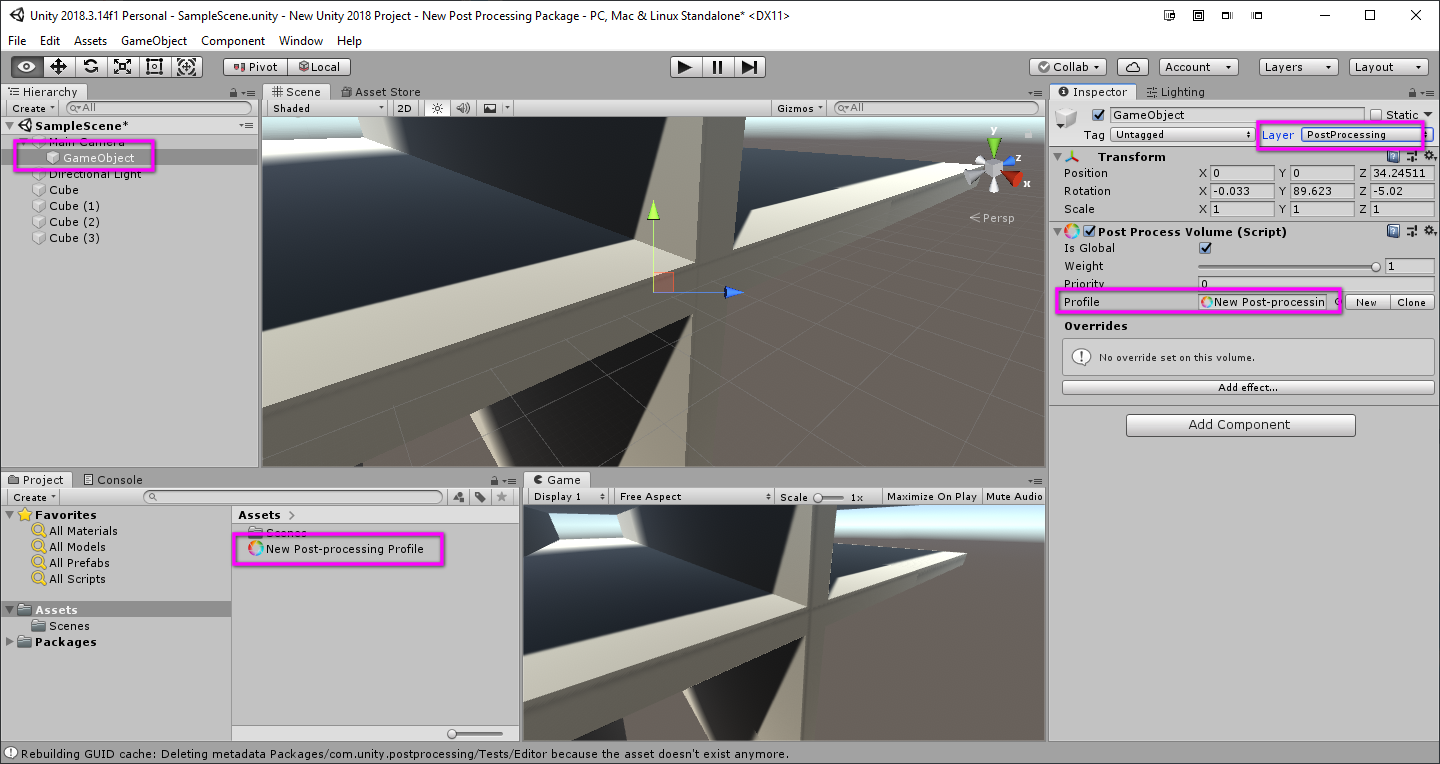 Unity 2018.3.14f1 Personal - SampleScene.unity - New Unity 2018 Project - New Post Processing Package - PC, Mac & Linux Standalone* <DX11>
File Edit Assets GameObject Component Window Help
Pivot Local Collab Account Layers Layout
Hierarchy
Create All
SampleScene*
Main Camera
GameObject
Directional Light
Cube
Cube (1)
Cube (2)
Cube (3)
Scene Asset Store
Shaded 2D Gizmos All
y
z
x
Persp
Inspector Lighting
GameObject Static
Tag Untagged Layer PostProcessing
Transform
Position X 0 Y 0 Z 34.24511
Rotation X -0.033 Y 89.623 Z -5.02
Scale X 1 Y 1 Z 1
Post Process Volume (Script)
Is Global
Weight 1
Priority 0
Profile New Post-processin New Clone
Overrides
No override set on this volume.
Add effect...
Add Component
Project Console
Create
Favorites
All Materials
All Models
All Prefabs
All Scripts
Assets
Scenes
Packages
Assets
Scenes
New Post-processing Profile
Game
Display 1 Free Aspect Scale 1x Maximize On Play Mute Audio
Rebuilding GUID cache: Deleting metadata Packages/com.unity.postprocessing/Tests/Editor because the asset doesn't exist anymore.